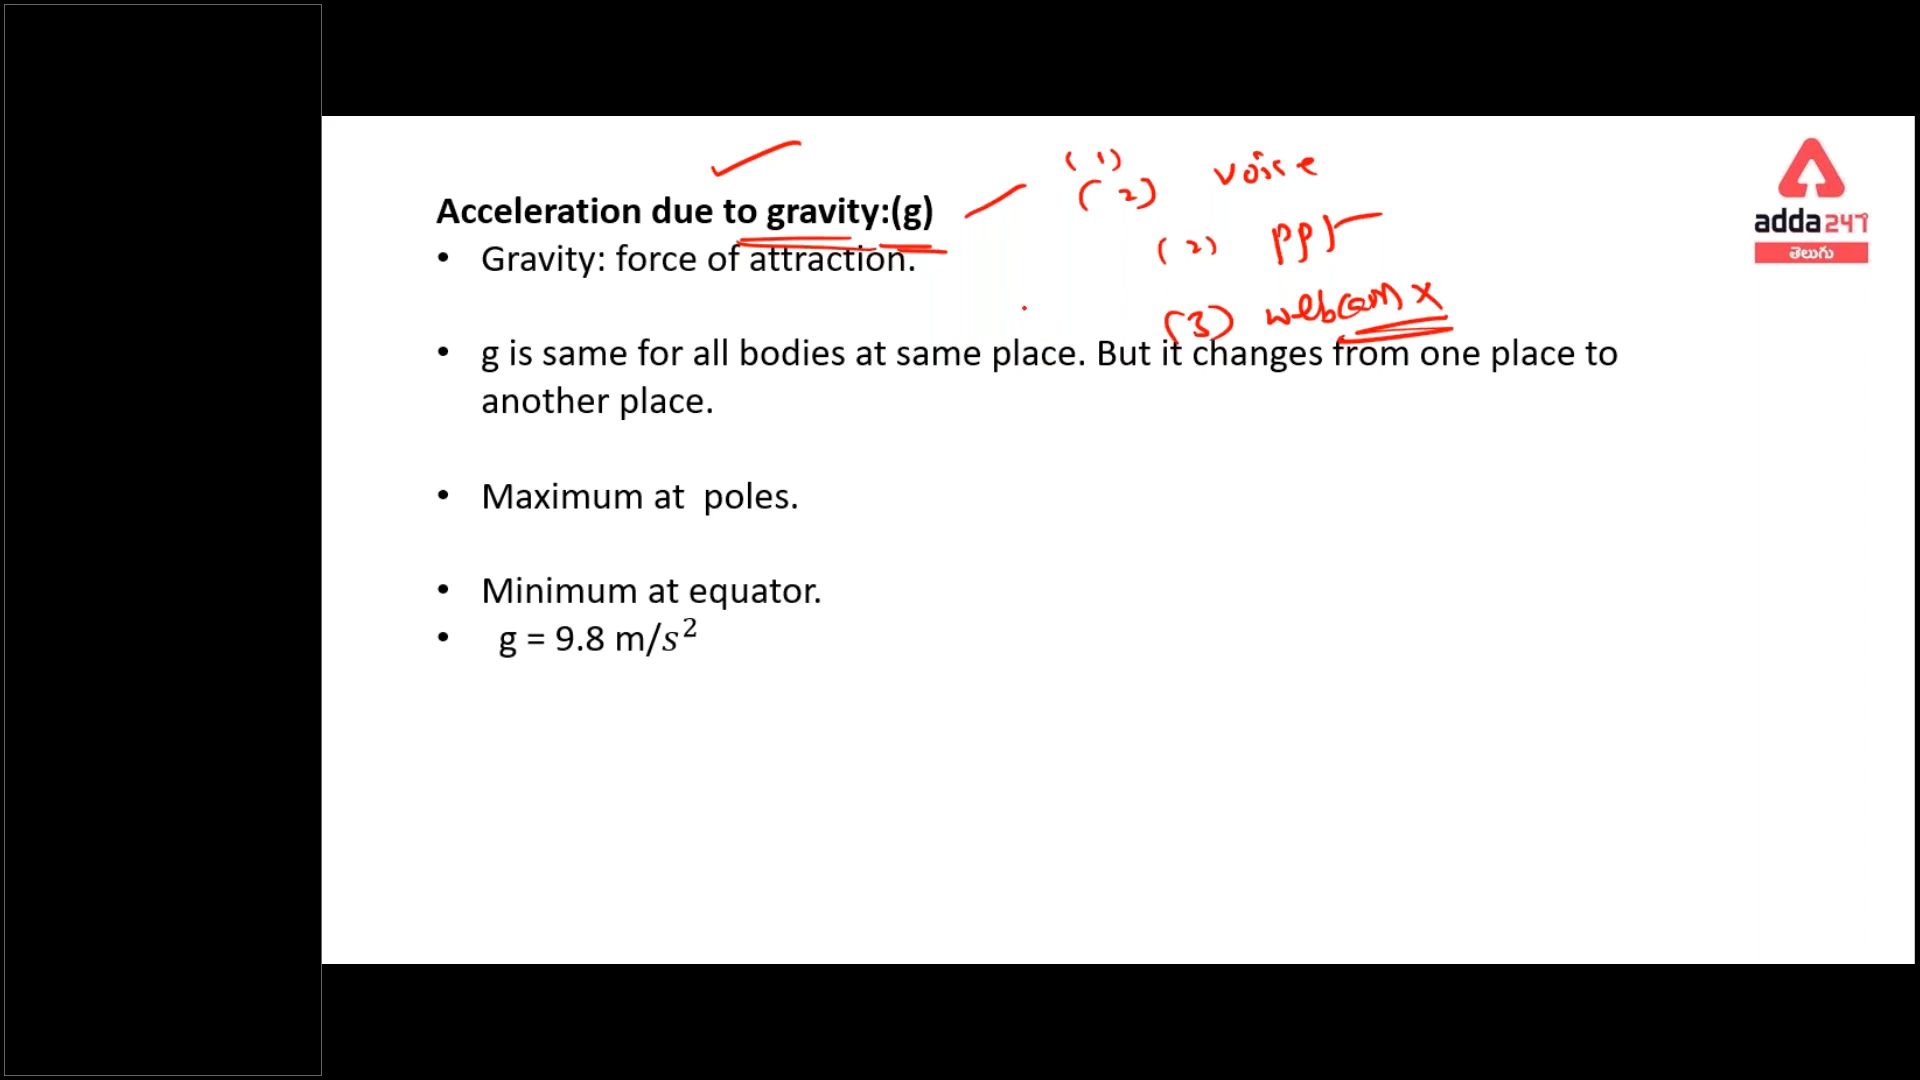 (1)
(2) voice
Acceleration due to gravity:(g)
(2) ppt
• Gravity: force of attraction.
(3) webcam x
• g is same for all bodies at same place. But it changes from one place to
another place.
• Maximum at poles.
• Minimum at equator.
• g = 9.8 m/s²
adda247
తెలుగు